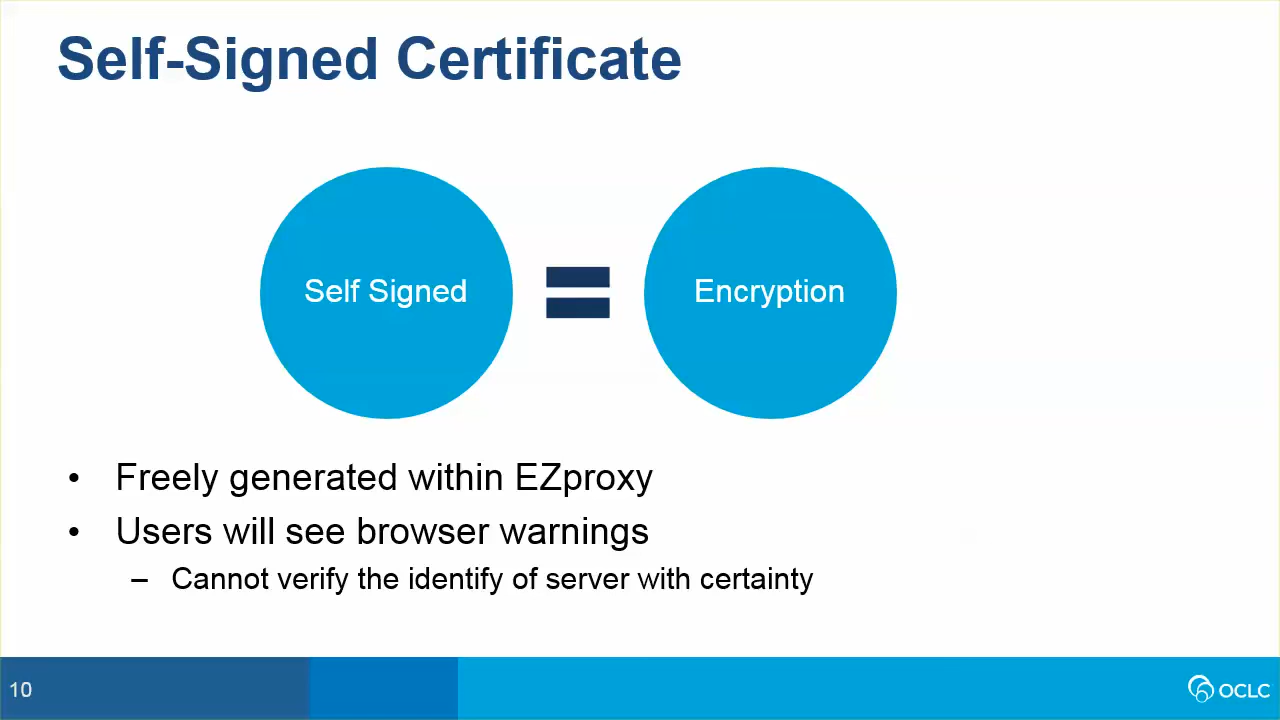 Self-Signed Certificate
Self Signed
Encryption
• Freely generated within EZproxy
• Users will see browser warnings
– Cannot verify the identify of server with certainty
10
OCLC